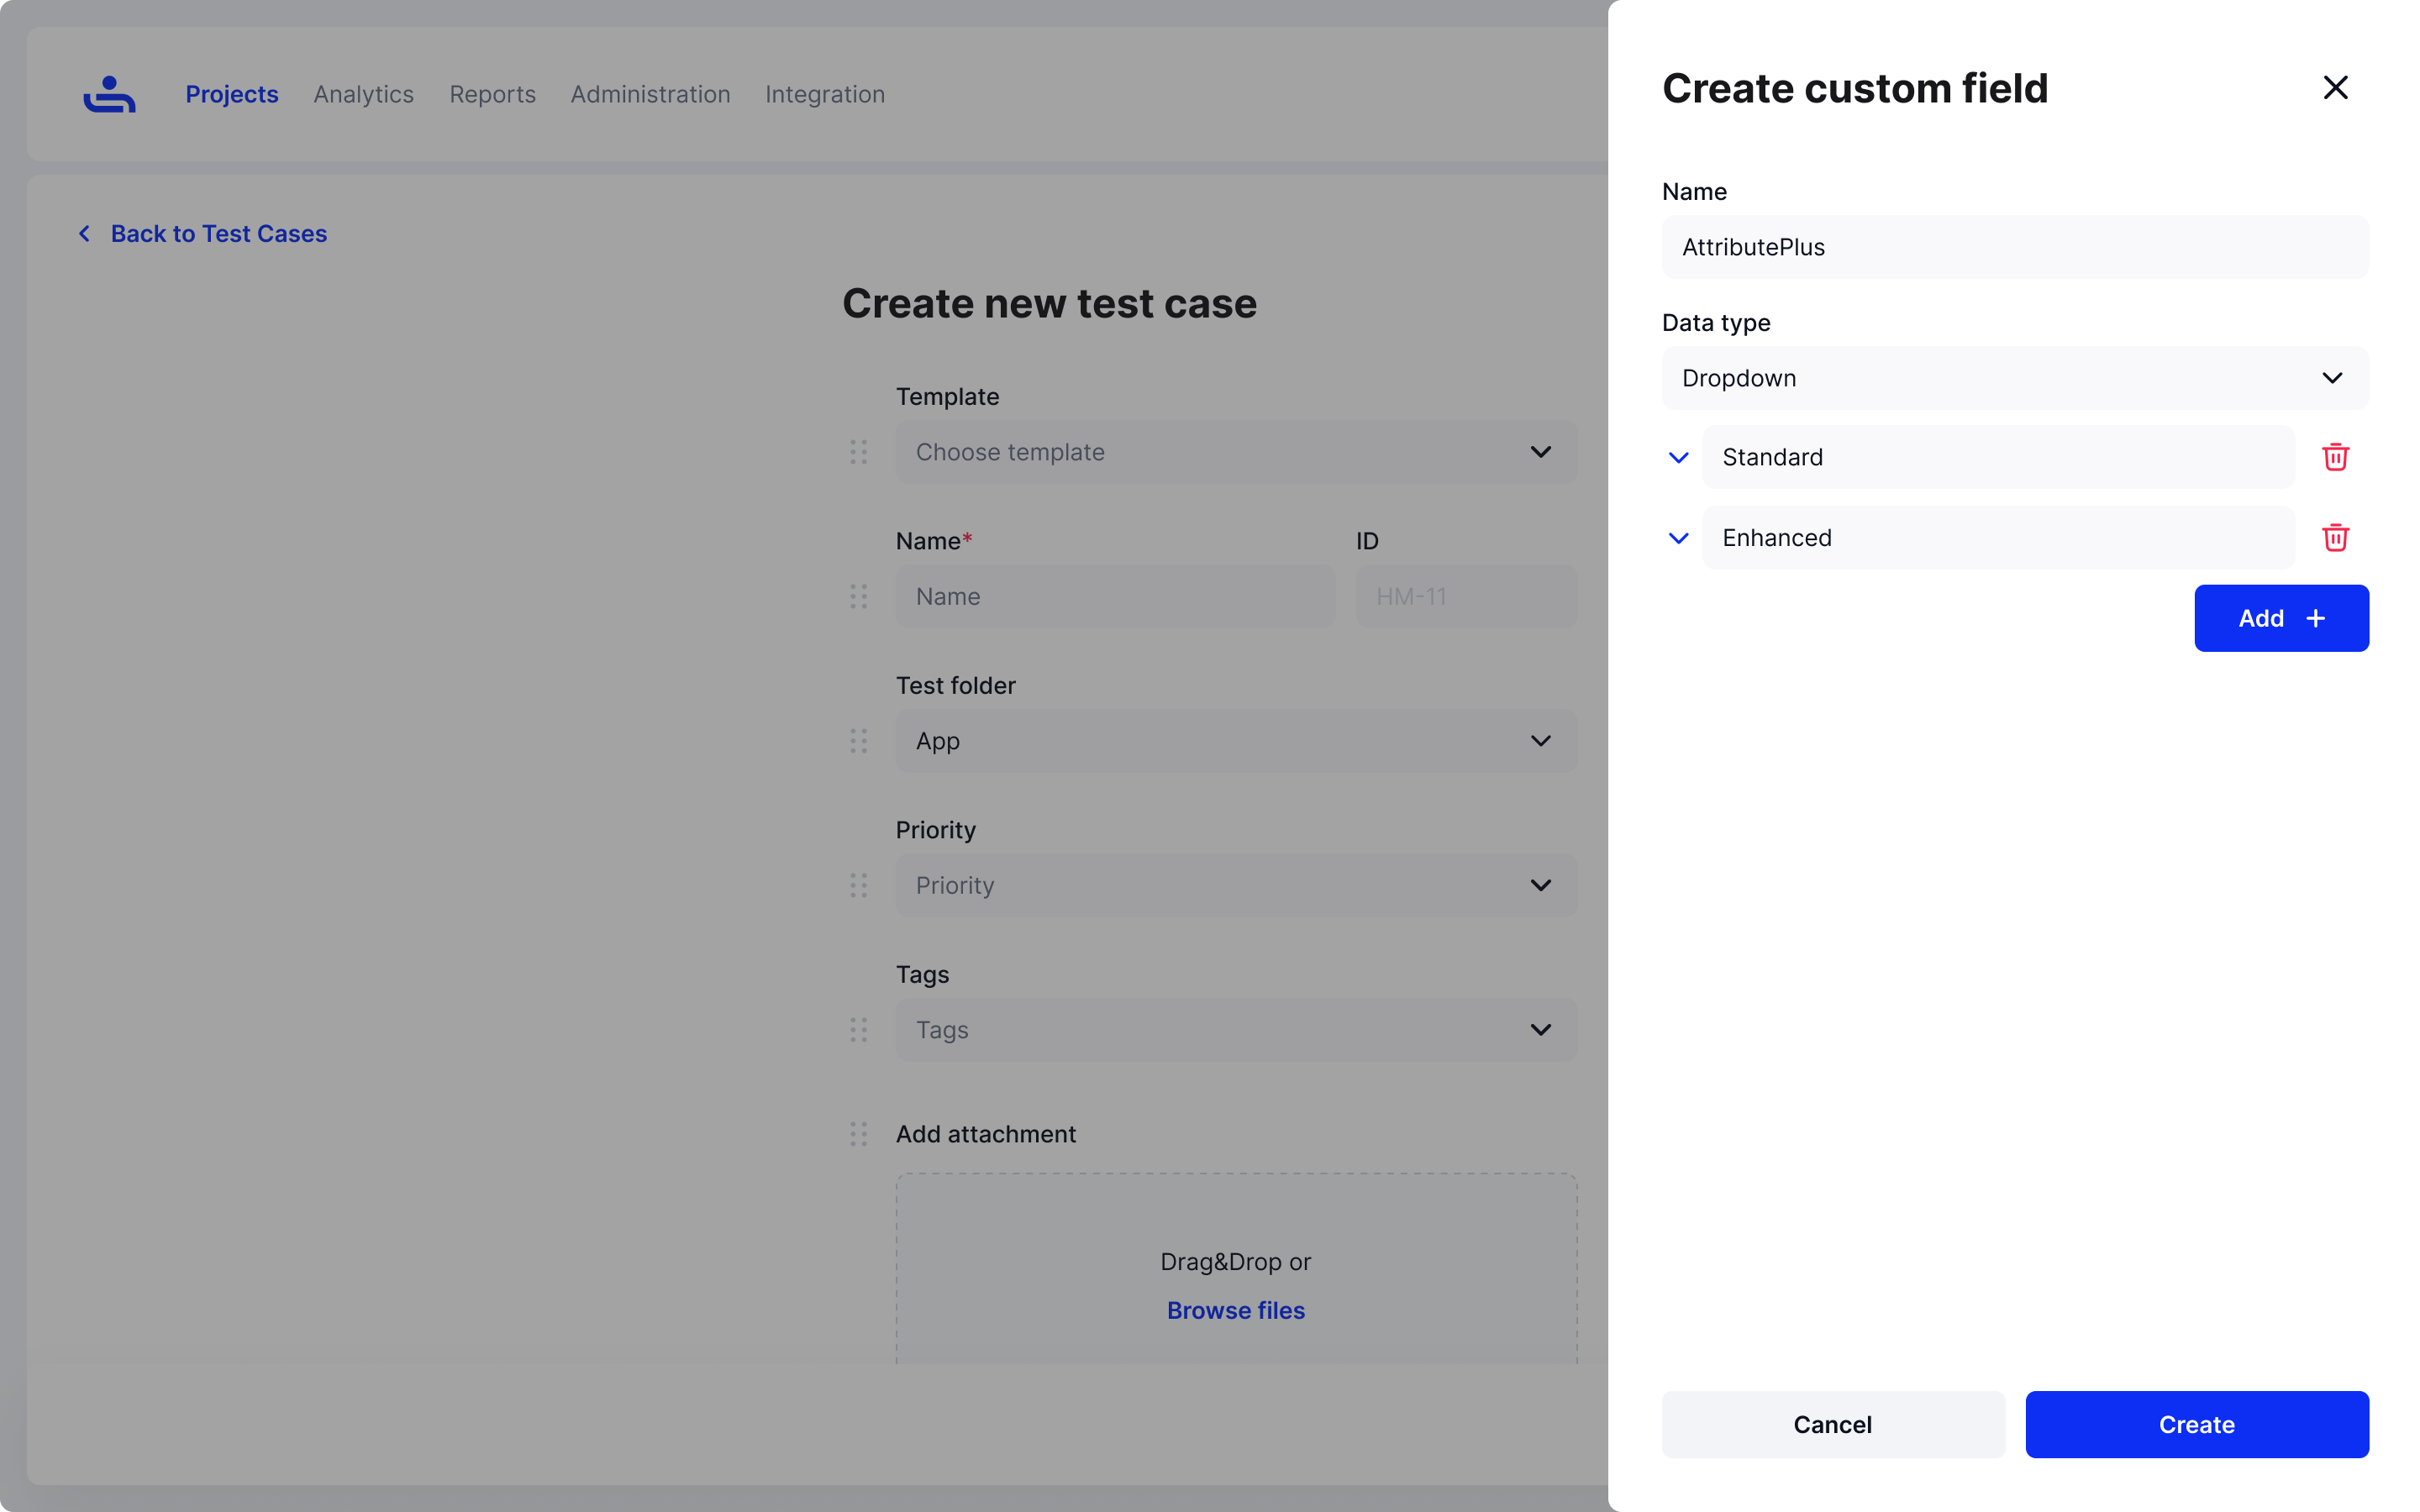 Projects Analytics Reports Administration Integration
Back to Test Cases
Create new test case
Template
Choose template
Name* ID
Name HM-11
Test folder
App
Priority
Priority
Tags
Tags
Add attachment
Drag&Drop or
Browse files
Create custom field
Name
AttributePlus
Data type
Dropdown
Standard
Enhanced
Add
Cancel Create